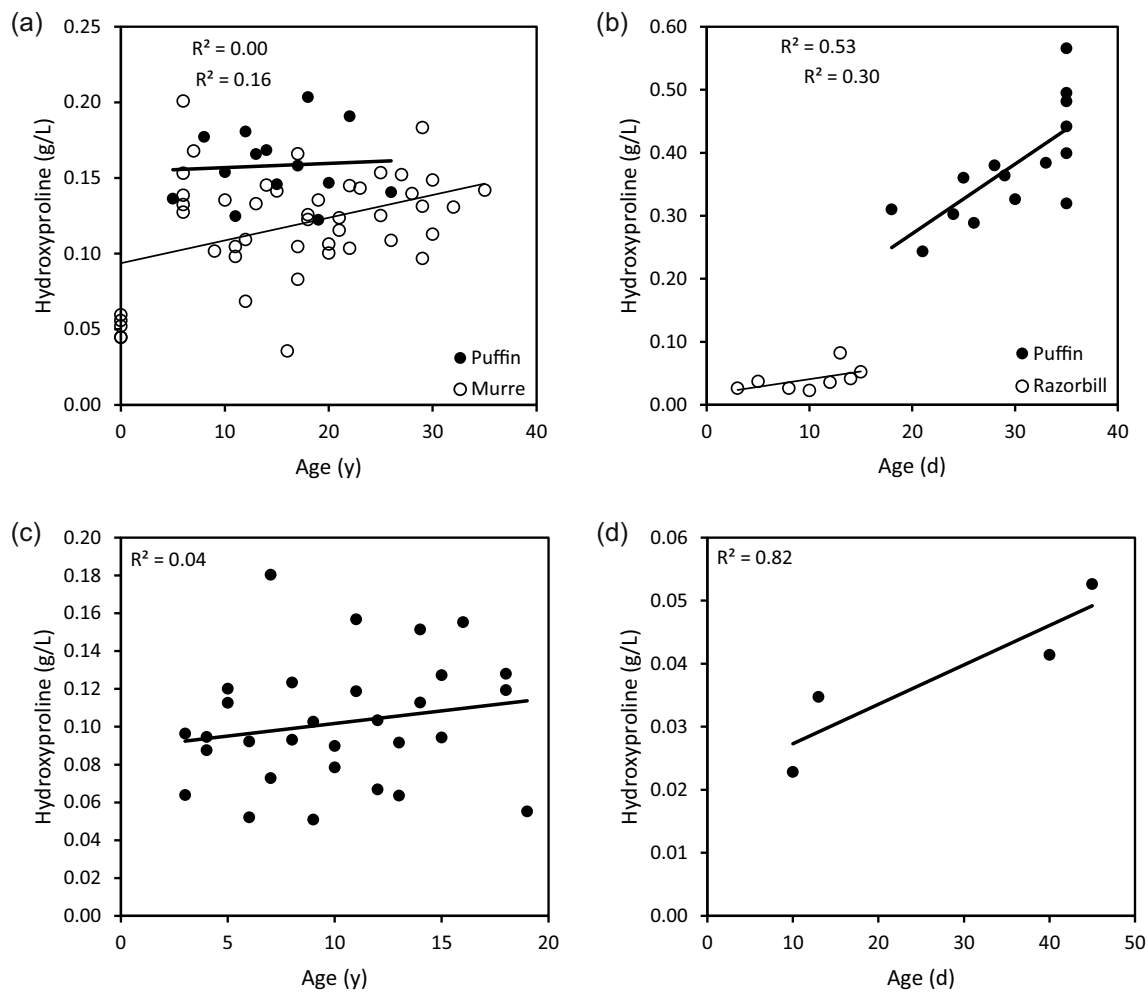 (a)
R² = 0.00
R² = 0.16
Hydroxyproline (g/L)
0.25
0.20
0.15
0.10
0.05
0.00
Puffin
Murre
0 10 20 30 40
Age (y)
(b)
R² = 0.53
R² = 0.30
Hydroxyproline (g/L)
0.60
0.50
0.40
0.30
0.20
0.10
0.00
Puffin
Razorbill
0 10 20 30 40
Age (d)
(c)
R² = 0.04
Hydroxyproline (g/L)
0.20
0.18
0.16
0.14
0.12
0.10
0.08
0.06
0.04
0.02
0.00
0 5 10 15 20
Age (y)
(d)
R² = 0.82
Hydroxyproline (g/L)
0.06
0.05
0.04
0.03
0.02
0.01
0.00
0 10 20 30 40 50
Age (d)